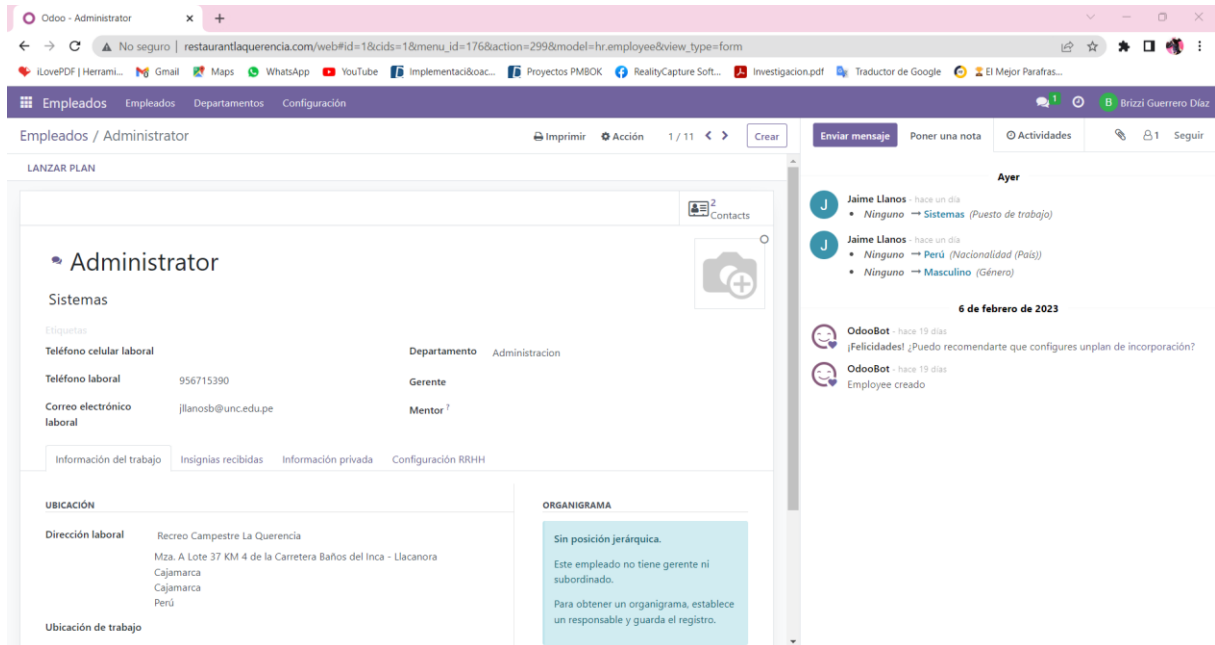 Odoo - Administrator
No seguro | restaurantlaquerencia.com/web#id=1&cids=1&menu_id=176&action=299&model=hr.employee&view_type=form
iLovePDF | Herrami... Gmail Maps WhatsApp YouTube Implementaci&oac... Proyectos PMBOK RealityCapture Soft... Investigacion.pdf Traductor de Google El Mejor Parafras...
Empleados Empleados Departamentos Configuración 1 B Brizzi Guerrero Díaz
Empleados / Administrator Imprimir Acción 1 / 11 Crear
Enviar mensaje Poner una nota Actividades 1 Seguir
LANZAR PLAN
2
Contacts
Administrator
Sistemas
Etiquetas
Teléfono celular laboral
Departamento Administracion
Teléfono laboral 956715390
Gerente
Correo electrónico
laboral
jllanosb@unc.edu.pe
Mentor ?
Información del trabajo Insignias recibidas Información privada Configuración RRHH
UBICACIÓN
Dirección laboral Recreo Campestre La Querencia
Mza. A Lote 37 KM 4 de la Carretera Baños del Inca - Llacanora
Cajamarca
Cajamarca
Perú
Ubicación de trabajo
ORGANIGRAMA
Sin posición jerárquica.
Este empleado no tiene gerente ni
subordinado.
Para obtener un organigrama, establece
un responsable y guarda el registro.
Ayer
J
Jaime Llanos - hace un día
• Ninguno → Sistemas (Puesto de trabajo)
J
Jaime Llanos - hace un día
• Ninguno → Perú (Nacionalidad (País))
• Ninguno → Masculino (Género)
6 de febrero de 2023
OdooBot - hace 19 días
¡Felicidades! ¿Puedo recomendarte que configures unplan de incorporación?
OdooBot - hace 19 días
Employee creado